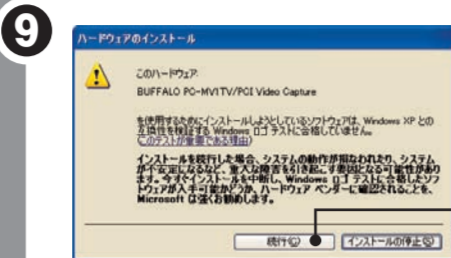 9
ハードウェアのインストール
このハードウェア:
BUFFALO PC-MV1TV/PCI Video Capture
を使用するためにインストールしようとしているソフトウェアは、Windows XP との
互換性を検証する Windows ロゴ テストに合格していません。
(このテストが重要である理由)
インストールを続行した場合、システムの動作が損なわれたり、システム
が不安定になるなど、重大な障害を引き起こす要因となる可能性があり
ます。今すぐインストールを中断し、Windows ロゴ テストに合格したソフ
トウェアが入手可能かどうか、ハードウェア ベンダーに確認されることを、
Microsoft は強くお勧めします。
続行(C)
インストールの停止(S)